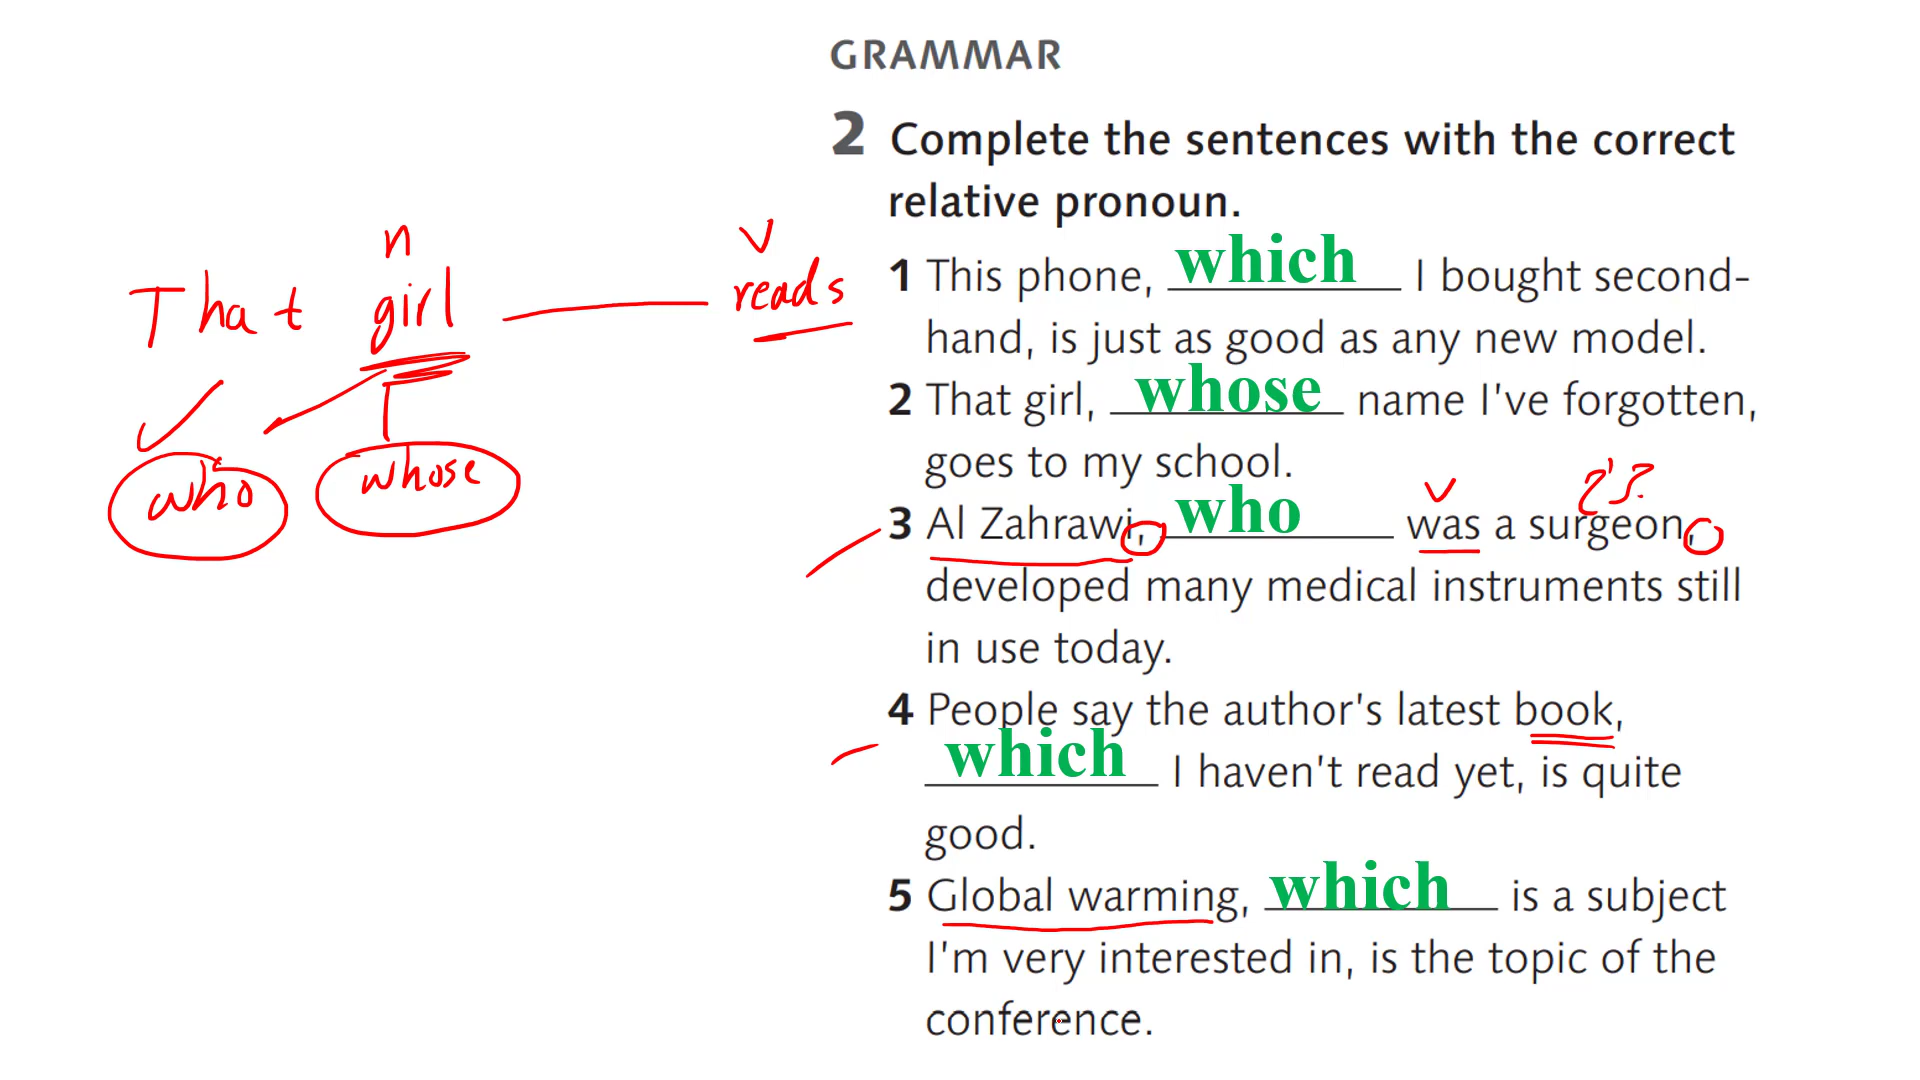 GRAMMAR
2 Complete the sentences with the correct
relative pronoun.
1 This phone, which I bought second-
hand, is just as good as any new model.
2 That girl, whose name I've forgotten,
goes to my school.
3 Al Zahrawi, who was a surgeon,
developed many medical instruments still
in use today.
4 People say the author's latest book,
which I haven't read yet, is quite
good.
5 Global warming, which is a subject
I'm very interested in, is the topic of the
conference.
n v
That girl reads
who whose
v